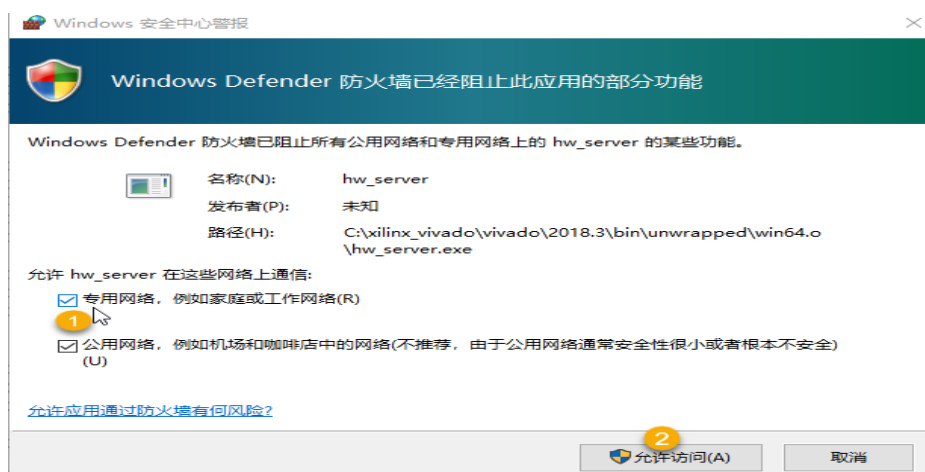 Windows 安全中心警报
Windows Defender 防火墙已经阻止此应用的部分功能
Windows Defender 防火墙已阻止所有公用网络和专用网络上的 hw_server 的某些功能。
名称(N): hw_server
发布者(P): 未知
路径(H): C:\xilinx_vivado\vivado\2018.3\bin\unwrapped\win64.o
\hw_server.exe
允许 hw_server 在这些网络上通信:
专用网络，例如家庭或工作网络(R)
1
公用网络，例如机场和咖啡店中的网络(不推荐，由于公用网络通常安全性很小或者根本不安全)
(U)
允许应用通过防火墙有何风险?
2
允许访问(A) 取消